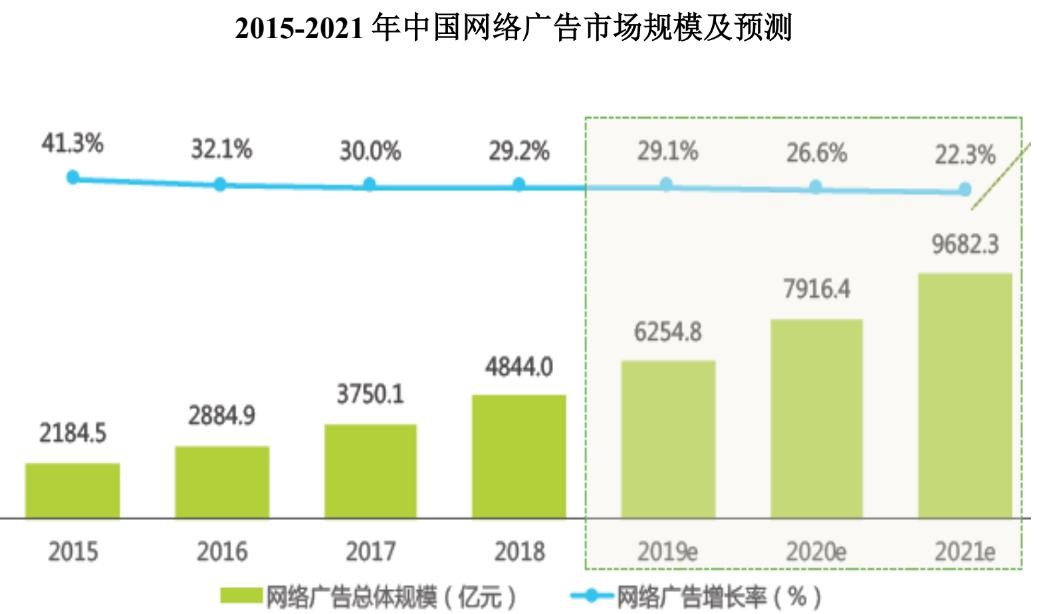 2015-2021 年中国网络广告市场规模及预测
41.3% 32.1% 30.0% 29.2% 29.1% 26.6% 22.3%
2184.5 2884.9 3750.1 4844.0 6254.8 7916.4 9682.3
2015 2016 2017 2018 2019e 2020e 2021e
网络广告总体规模（亿元） 网络广告增长率（%）